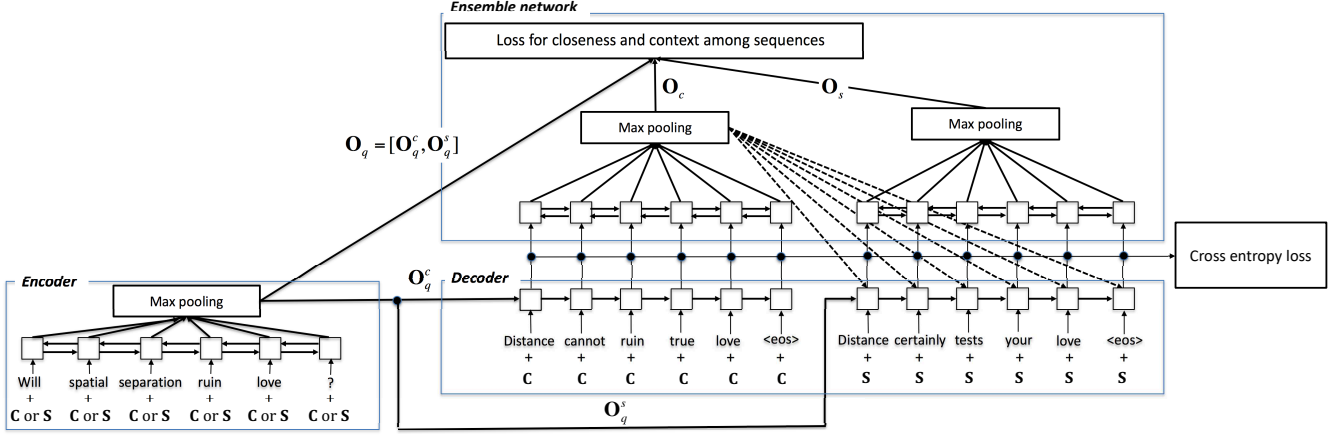 Ensemble network
Loss for closeness and context among sequences
O_c
O_s
Max pooling
Max pooling
O_q = [O_q^c, O_q^s]
Cross entropy loss
Encoder
Max pooling
Will spatial separation ruin love ?
+ + + + + +
C or S C or S C or S C or S C or S C or S
O_q^c
Decoder
Distance cannot ruin true love <eos> Distance certainly tests your love <eos>
+ + + + + + + + + + + +
C C C C C C S S S S S S
O_q^s